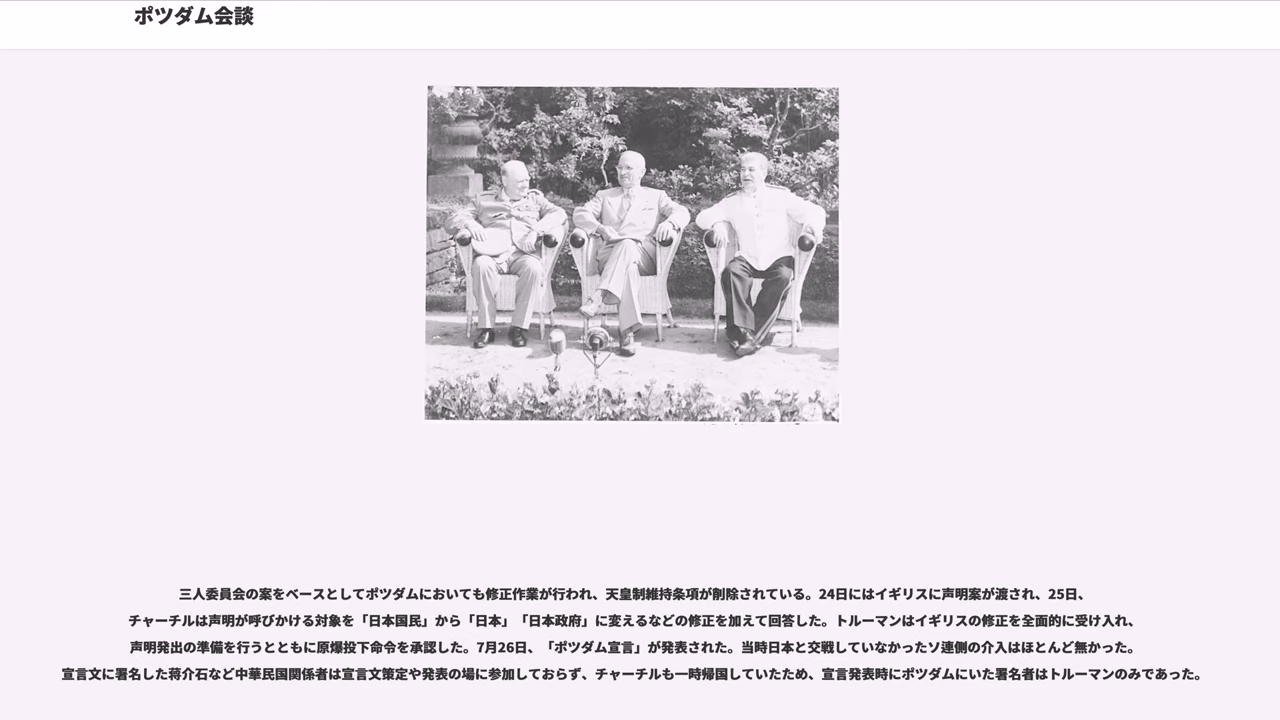 ポツダム会談
三人委員会の案をベースとしてポツダムにおいても修正作業が行われ、天皇制維持条項が削除されている。24日にはイギリスに声明案が渡され、25日、
チャーチルは声明が呼びかける対象を「日本国民」から「日本」「日本政府」に変えるなどの修正を加えて回答した。トルーマンはイギリスの修正を全面的に受け入れ、
声明発出の準備を行うとともに原爆投下命令を承認した。7月26日、「ポツダム宣言」が発表された。当時日本と交戦していなかったソ連側の介入はほとんど無かった。
宣言文に署名した蒋介石など中華民国関係者は宣言文策定や発表の場に参加しておらず、チャーチルも一時帰国していたため、宣言発表時にポツダムにいた署名者はトルーマンのみであった。